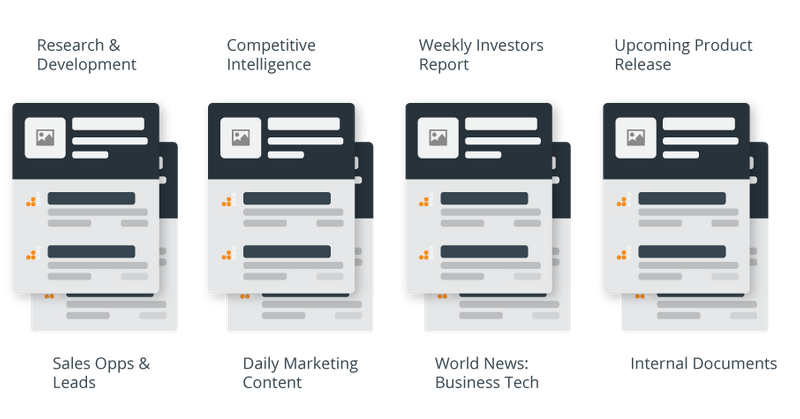 Research &
Development
Competitive
Intelligence
Weekly Investors
Report
Upcoming Product
Release
Sales Opps &
Leads
Daily Marketing
Content
World News:
Business Tech
Internal Documents